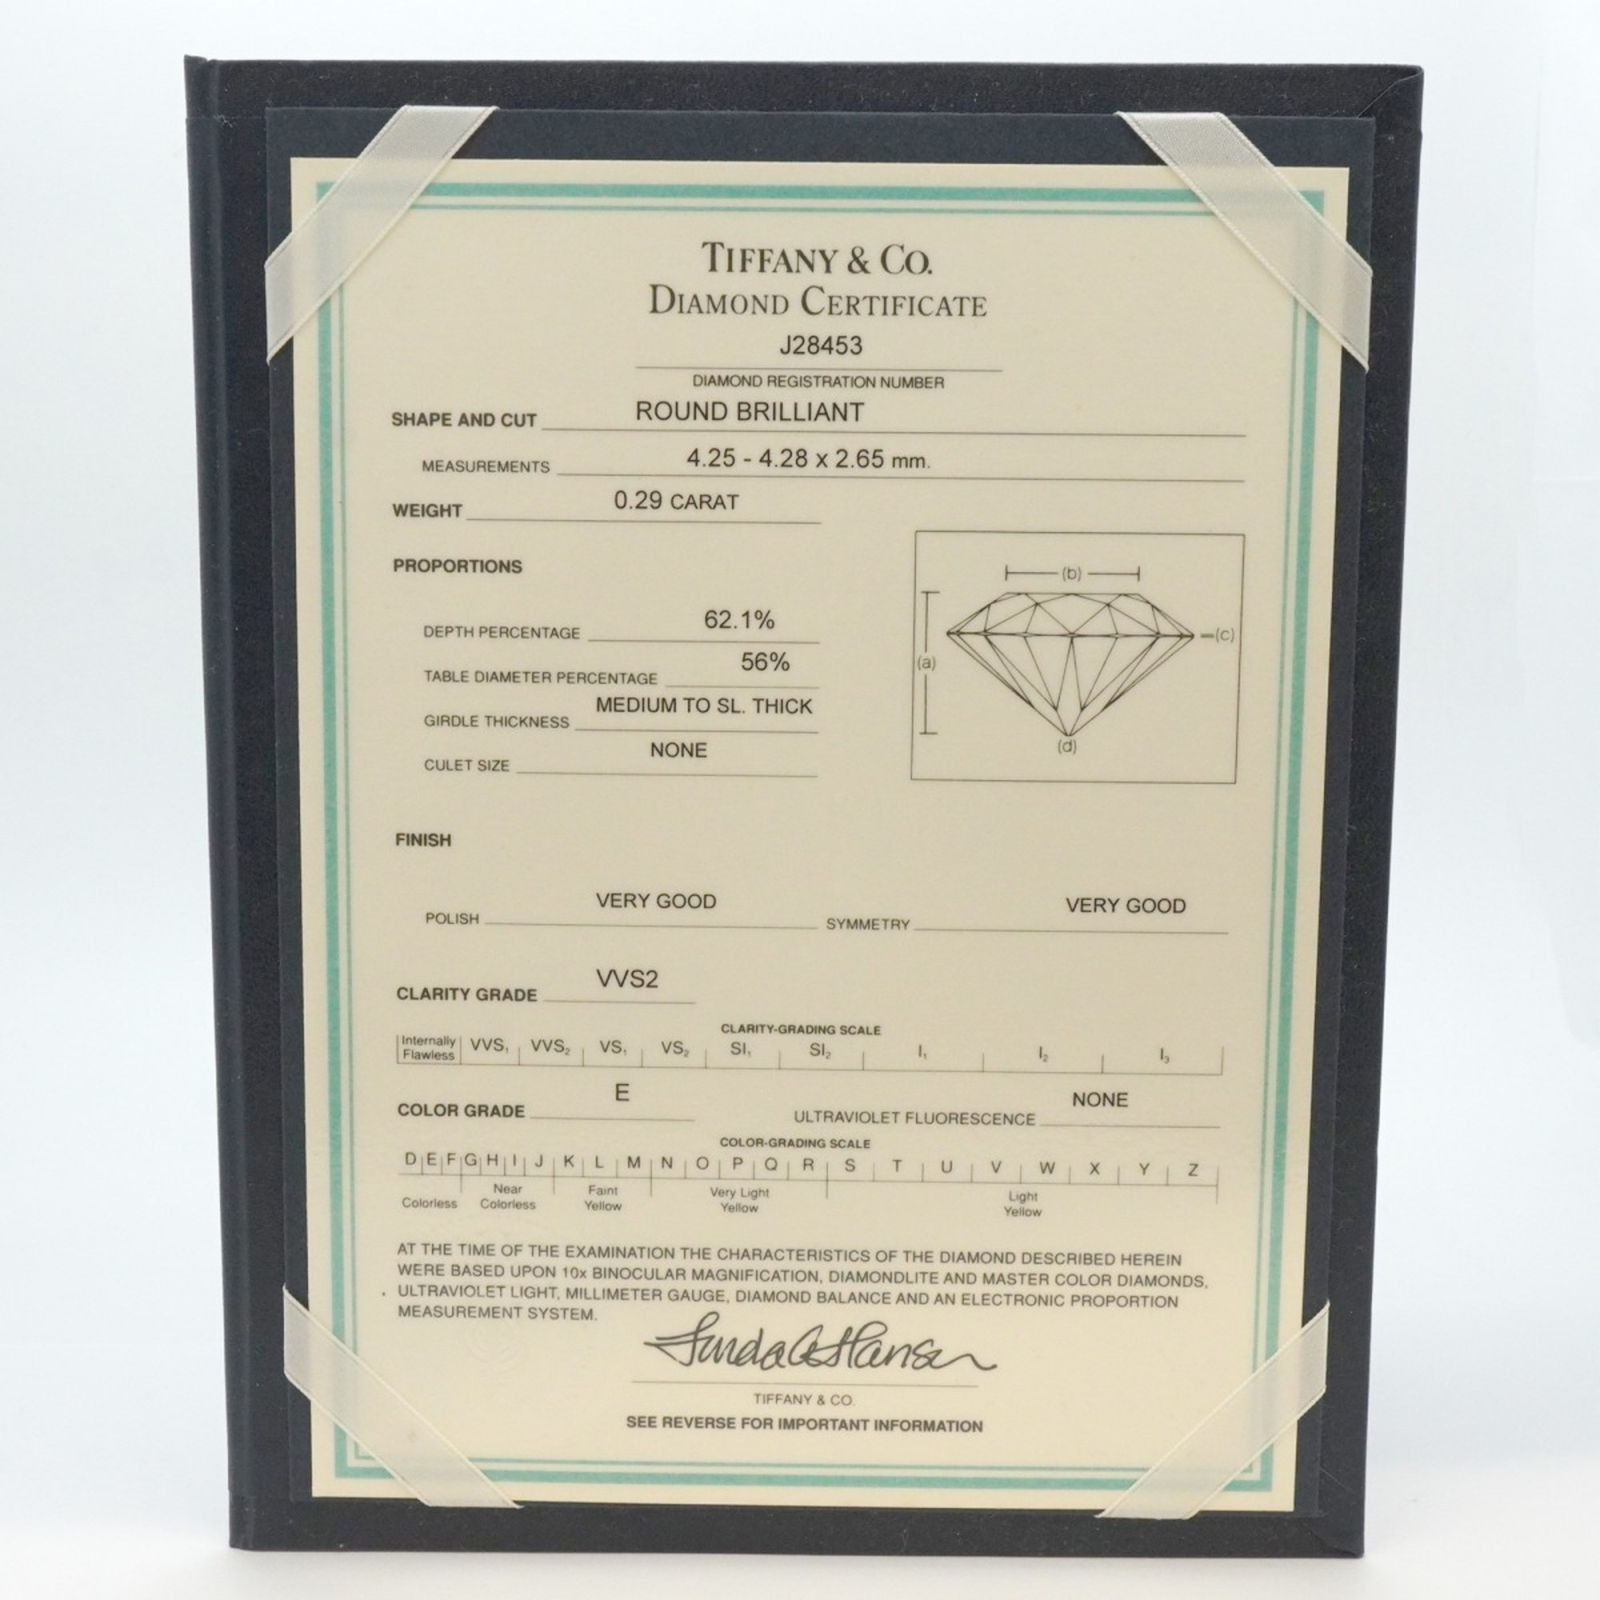 TIFFANY & CO.
DIAMOND CERTIFICATE
J28453
DIAMOND REGISTRATION NUMBER
SHAPE AND CUT ROUND BRILLIANT
MEASUREMENTS 4.25 - 4.28 x 2.65 mm.
WEIGHT 0.29 CARAT
PROPORTIONS
DEPTH PERCENTAGE 62.1%
TABLE DIAMETER PERCENTAGE 56%
GIRDLE THICKNESS MEDIUM TO SL. THICK
CULET SIZE NONE
(b)
(a)
(c)
(d)
FINISH
POLISH VERY GOOD SYMMETRY VERY GOOD
CLARITY GRADE VVS2
CLARITY-GRADING SCALE
Internally Flawless VVS₁ VVS₂ VS₁ VS₂ SI₁ SI₂ I₁ I₂ I₃
COLOR GRADE E ULTRAVIOLET FLUORESCENCE NONE
COLOR-GRADING SCALE
D E F G H I J K L M N O P Q R S T U V W X Y Z
Colorless Near Colorless Faint Yellow Very Light Yellow Light Yellow
AT THE TIME OF THE EXAMINATION THE CHARACTERISTICS OF THE DIAMOND DESCRIBED HEREIN
WERE BASED UPON 10x BINOCULAR MAGNIFICATION, DIAMONDLITE AND MASTER COLOR DIAMONDS,
ULTRAVIOLET LIGHT, MILLIMETER GAUGE, DIAMOND BALANCE AND AN ELECTRONIC PROPORTION
MEASUREMENT SYSTEM.
TIFFANY & CO.
SEE REVERSE FOR IMPORTANT INFORMATION